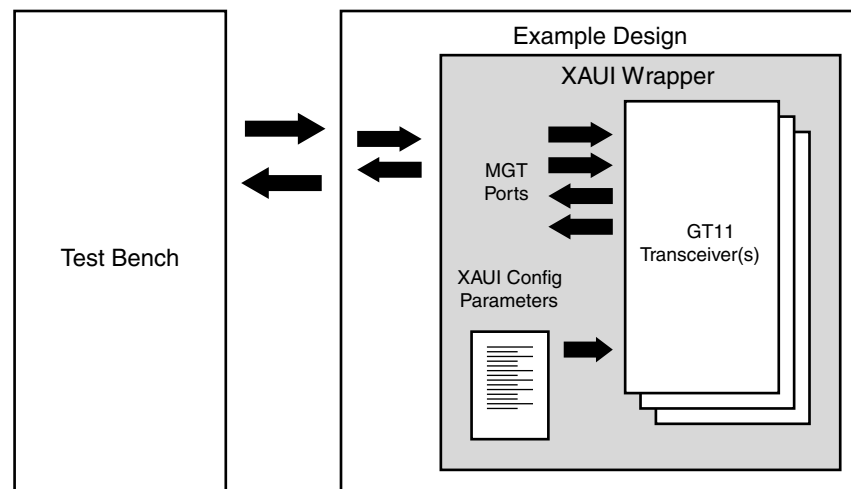 Example Design
XAUI Wrapper
MGT
Ports
GT11
Transceiver(s)
Test Bench
XAUI Config
Parameters